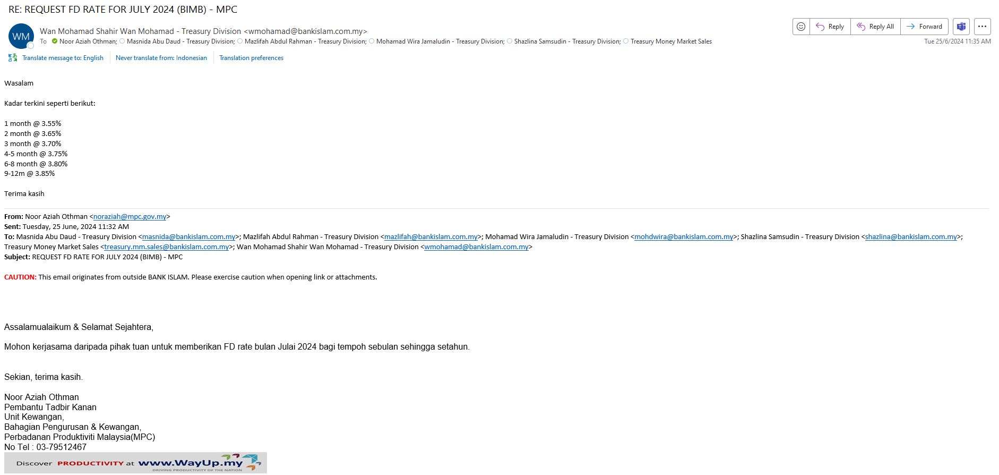 RE: REQUEST FD RATE FOR JULY 2024 (BIMB) - MPC
WM
Wan Mohamad Shahir Wan Mohamad - Treasury Division <wmohamad@bankislam.com.my>
To Noor Aziah Othman; Masnida Abu Daud - Treasury Division; Mazlifah Abdul Rahman - Treasury Division; Mohamad Wira Jamaludin - Treasury Division; Shazlina Samsudin - Treasury Division; Treasury Money Market Sales
Reply Reply All Forward
Tue 25/6/2024 11:35 AM
Translate message to: English Never translate from: Indonesian Translation preferences
Wasalam
Kadar terkini seperti berikut:
1 month @ 3.55%
2 month @ 3.65%
3 month @ 3.70%
4-5 month @ 3.75%
6-8 month @ 3.80%
9-12m @ 3.85%
Terima kasih
From: Noor Aziah Othman <noraziah@mpc.gov.my>
Sent: Tuesday, 25 June, 2024 11:32 AM
To: Masnida Abu Daud - Treasury Division <masnida@bankislam.com.my>; Mazlifah Abdul Rahman - Treasury Division <mazlifah@bankislam.com.my>; Mohamad Wira Jamaludin - Treasury Division <mohdwira@bankislam.com.my>; Shazlina Samsudin - Treasury Division <shazlina@bankislam.com.my>;
Treasury Money Market Sales <treasury.mm.sales@bankislam.com.my>; Wan Mohamad Shahir Wan Mohamad - Treasury Division <wmohamad@bankislam.com.my>
Subject: REQUEST FD RATE FOR JULY 2024 (BIMB) - MPC
CAUTION: This email originates from outside BANK ISLAM. Please exercise caution when opening link or attachments.
Assalamualaikum & Selamat Sejahtera,
Mohon kerjasama daripada pihak tuan untuk memberikan FD rate bulan Julai 2024 bagi tempoh sebulan sehingga setahun.
Sekian, terima kasih.
Noor Aziah Othman
Pembantu Tadbir Kanan
Unit Kewangan,
Bahagian Pengurusan & Kewangan,
Perbadanan Produktiviti Malaysia(MPC)
No Tel : 03-79512467
Discover PRODUCTIVITY at www.WayUp.my
DRIVING PRODUCTIVITY OF THE NATION